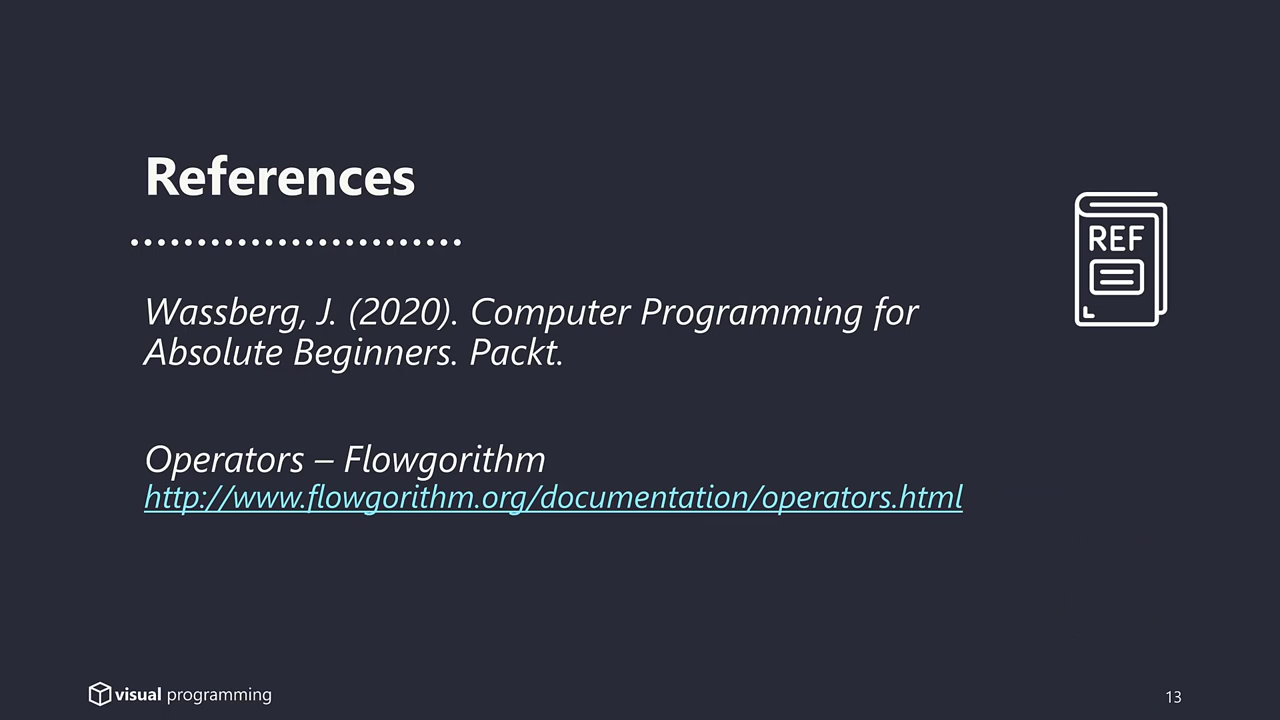 References
REF
Wassberg, J. (2020). Computer Programming for
Absolute Beginners. Packt.
Operators – Flowgorithm
http://www.flowgorithm.org/documentation/operators.html
visual programming
13